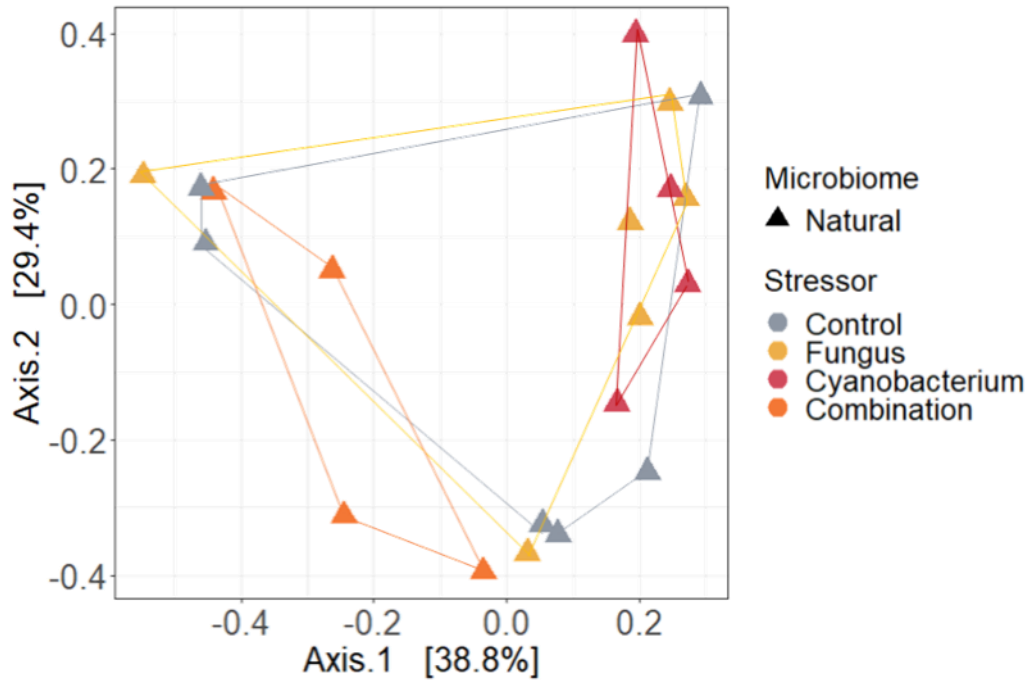 0.4
0.2
0.0
-0.2
-0.4
Axis.2 [29.4%]
-0.4 -0.2 0.0 0.2
Axis.1 [38.8%]
Microbiome
Natural
Stressor
Control
Fungus
Cyanobacterium
Combination